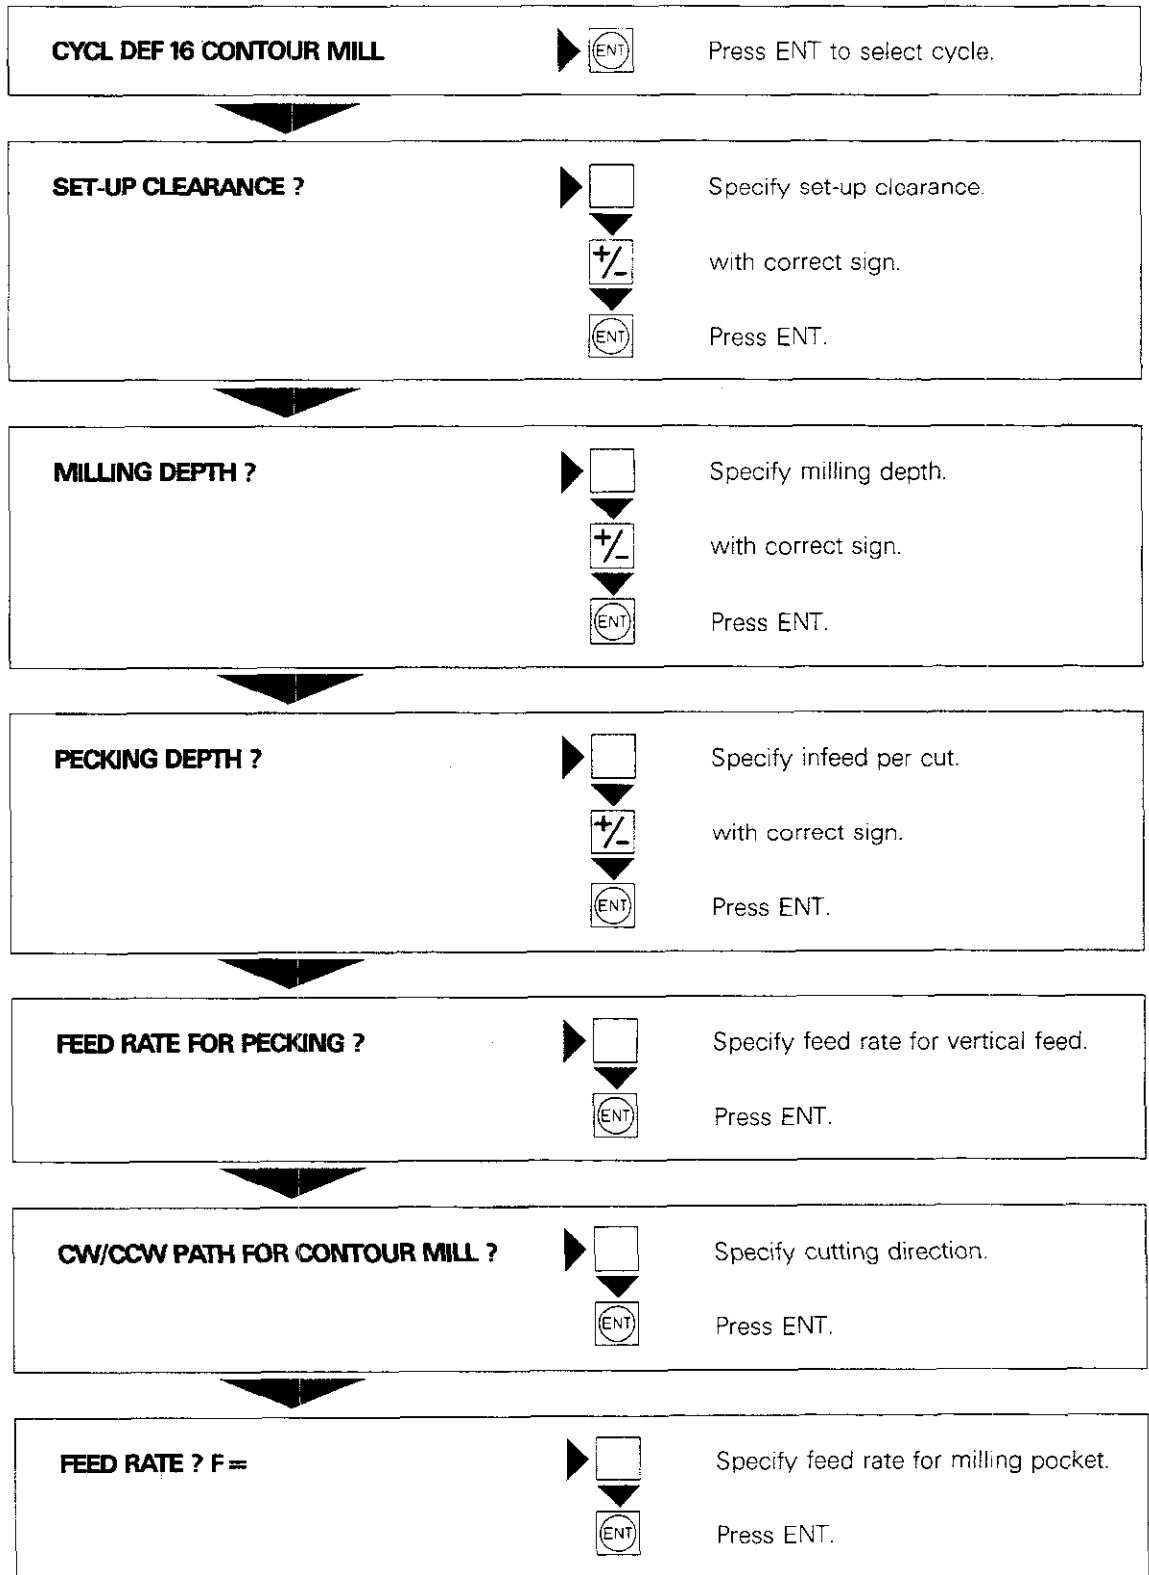 CYCL DEF 16 CONTOUR MILL ENT Press ENT to select cycle.
SET-UP CLEARANCE ? Specify set-up clearance.
+/- with correct sign.
ENT Press ENT.
MILLING DEPTH ? Specify milling depth.
+/- with correct sign.
ENT Press ENT.
PECKING DEPTH ? Specify infeed per cut.
+/- with correct sign.
ENT Press ENT.
FEED RATE FOR PECKING ? Specify feed rate for vertical feed.
ENT Press ENT.
CW/CCW PATH FOR CONTOUR MILL ? Specify cutting direction.
ENT Press ENT.
FEED RATE ? F = Specify feed rate for milling pocket.
ENT Press ENT.